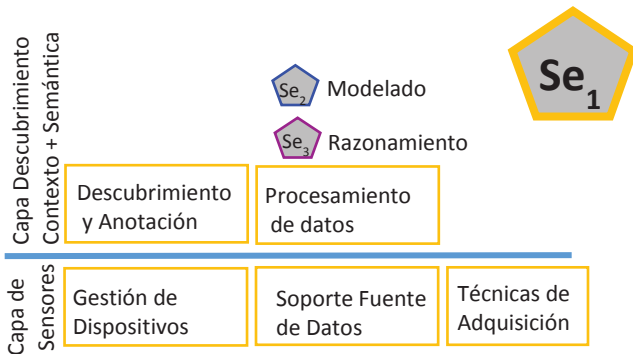 Capa Descubrimiento
Contexto + Semántica
Se2 Modelado
Se3 Razonamiento
Se1
Descubrimiento
y Anotación
Procesamiento
de datos
Capa de
Sensores
Gestión de
Dispositivos
Soporte Fuente
de Datos
Técnicas de
Adquisición